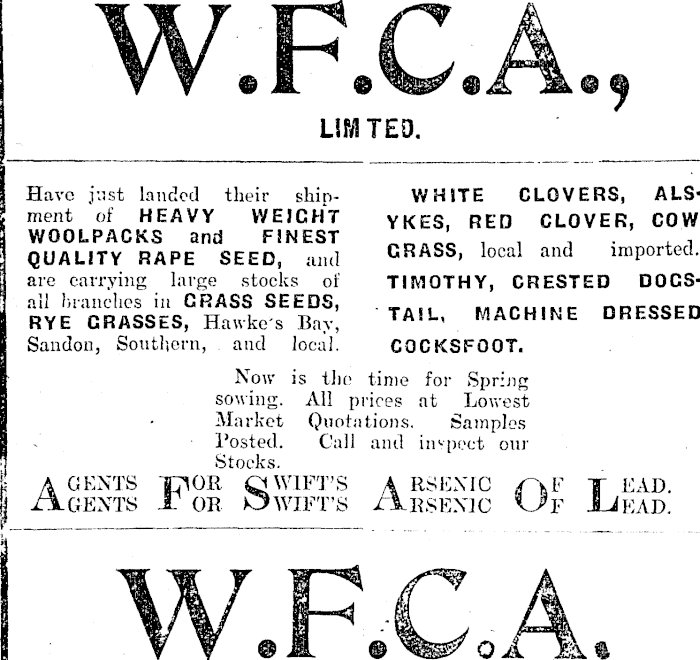 W.F.C.A.,
LIMITED.
Have just landed their ship-
ment of HEAVY WEIGHT
WOOLPACKS and FINEST
QUALITY RAPE SEED, and
are carrying large stocks of
all branches in GRASS SEEDS,
RYE GRASSES, Hawke's Bay,
Sandon, Southern, and local.
WHITE CLOVERS, ALS-
YKES, RED CLOVER, COW
GRASS, local and imported.
TIMOTHY, CRESTED DOGS-
TAIL, MACHINE DRESSED
COCKSFOOT.
Now is the time for Spring
sowing. All prices at Lowest
Market Quotations. Samples
Posted. Call and inspect our
Stocks.
AGENTS FOR SWIFT'S ARSENIC OF LEAD.
AGENTS FOR SWIFT'S ARSENIC OF LEAD.
W.F.C.A.